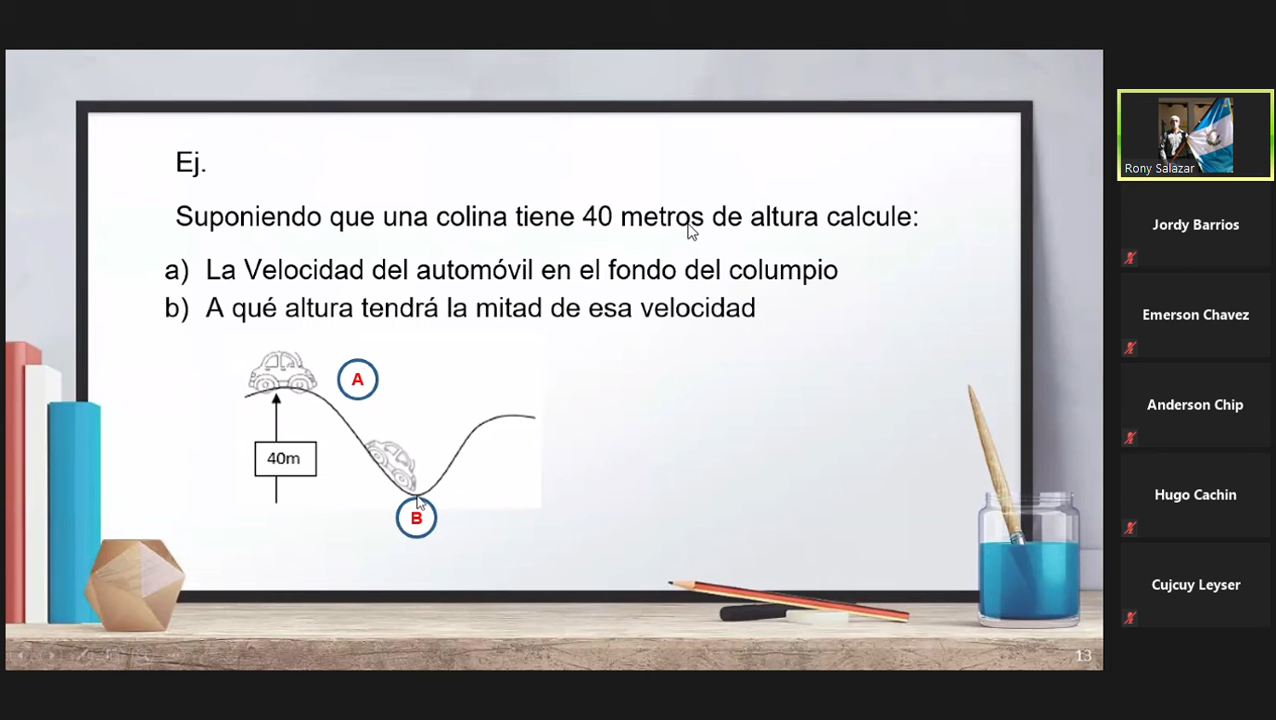 Ej.
Suponiendo que una colina tiene 40 metros de altura calcule:
a) La Velocidad del automóvil en el fondo del columpio
b) A qué altura tendrá la mitad de esa velocidad
A
40m
B
13
Rony Salazar
Jordy Barrios
Emerson Chavez
Anderson Chip
Hugo Cachin
Cujcuy Leyser